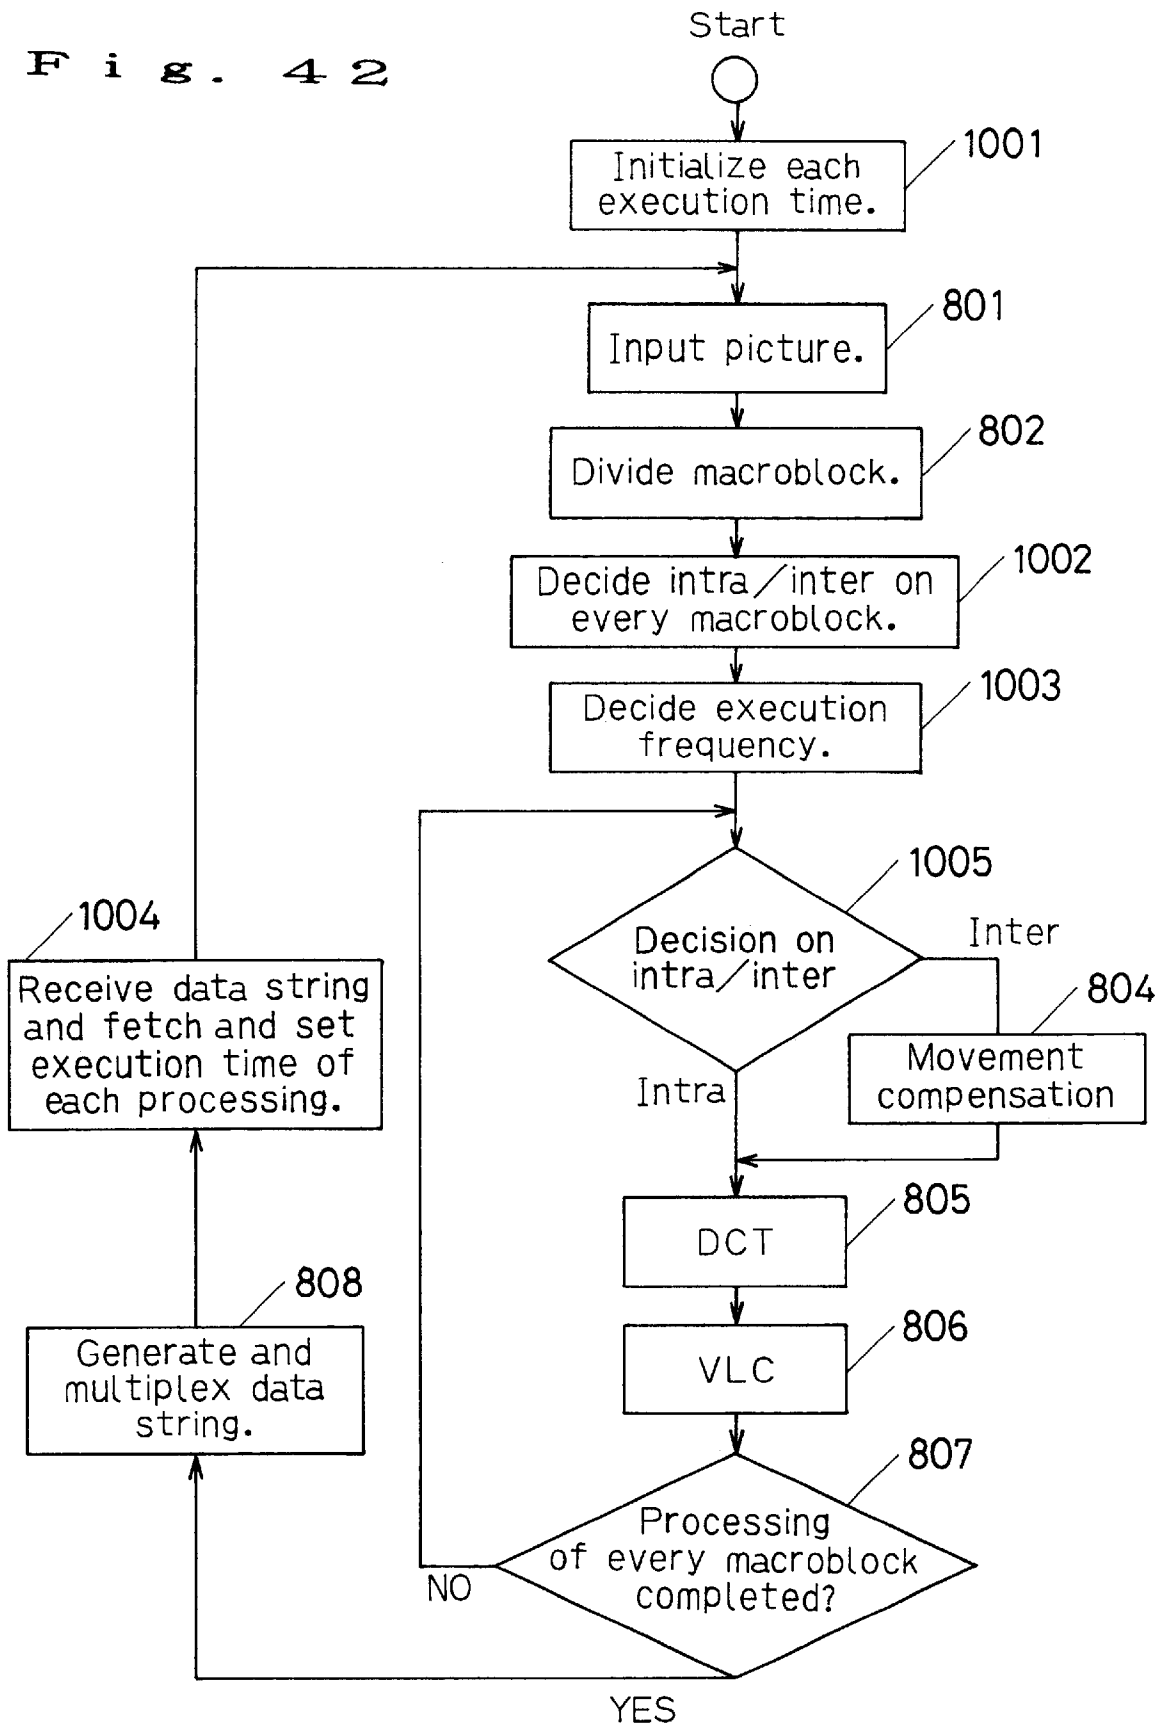 Fig. 42
Start
1001
Initialize each
execution time.
801
Input picture.
802
Divide macroblock.
1002
Decide intra/inter on
every macroblock.
1003
Decide execution
frequency.
1005
Decision on
intra/inter
Inter
Intra
804
Movement
compensation
805
DCT
806
VLC
807
Processing
of every macroblock
completed?
NO
YES
808
Generate and
multiplex data
string.
1004
Receive data string
and fetch and set
execution time of
each processing.